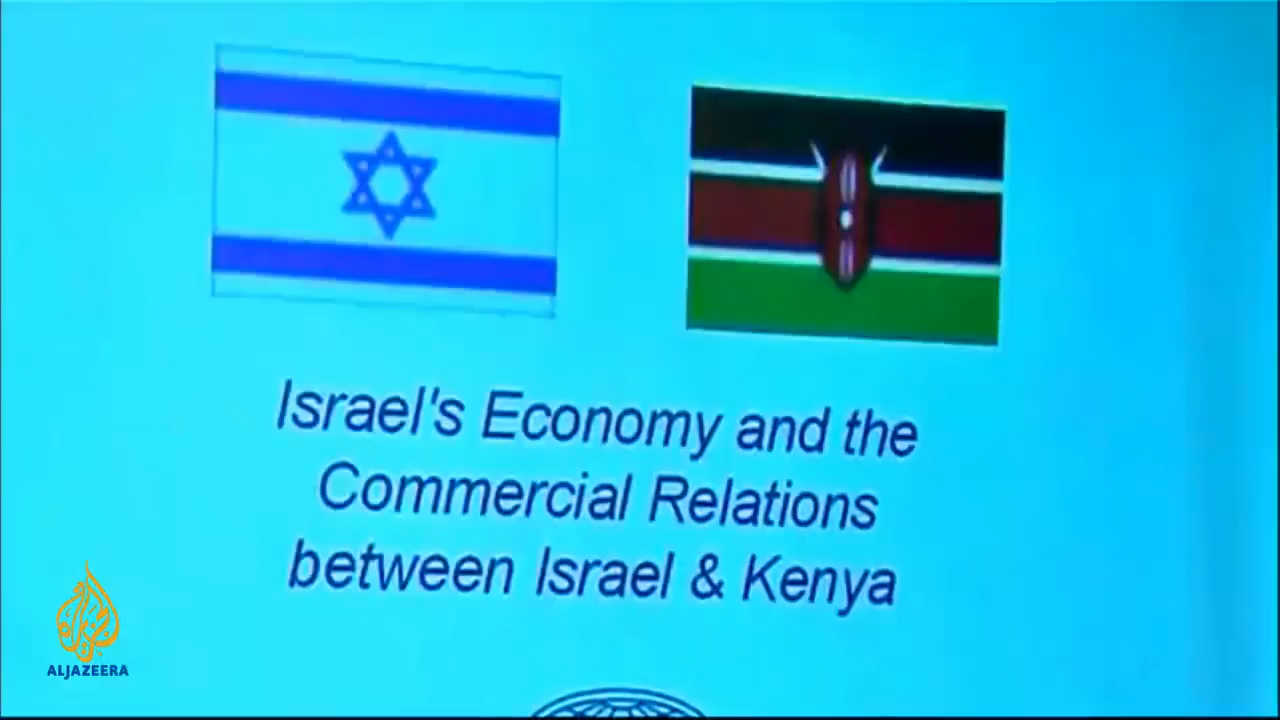 Israel's Economy and the
Commercial Relations
between Israel & Kenya
ALJAZEERA